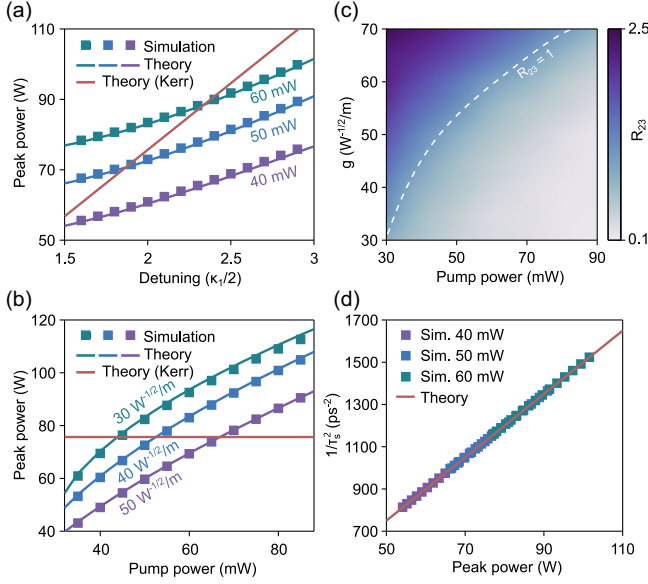 (a)
Peak power (W)
110
90
70
50
Simulation
Theory
Theory (Kerr)
60 mW
50 mW
40 mW
1.5
2
2.5
3
Detuning (κ₁/2)
(c)
g (W⁻¹/²/m)
70
60
50
40
30
R₂₃ = 1
30
50
70
90
Pump power (mW)
2.5
R₂₃
0.1
(b)
Peak power (W)
120
100
80
60
40
Simulation
Theory
Theory (Kerr)
30 W⁻¹/²/m
40 W⁻¹/²/m
50 W⁻¹/²/m
40
60
80
Pump power (mW)
(d)
1/τₛ² (ps⁻²)
1700
1500
1300
1100
900
700
Sim. 40 mW
Sim. 50 mW
Sim. 60 mW
Theory
50
70
90
110
Peak power (W)